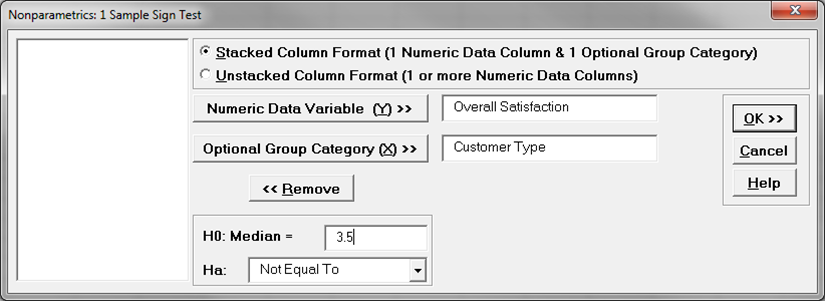 Nonparametrics: 1 Sample Sign Test
Stacked Column Format (1 Numeric Data Column & 1 Optional Group Category)
Unstacked Column Format (1 or more Numeric Data Columns)
Numeric Data Variable (Y) >> Overall Satisfaction
Optional Group Category (X) >> Customer Type
<< Remove
OK >>
Cancel
Help
H0: Median = 3.5
Ha: Not Equal To